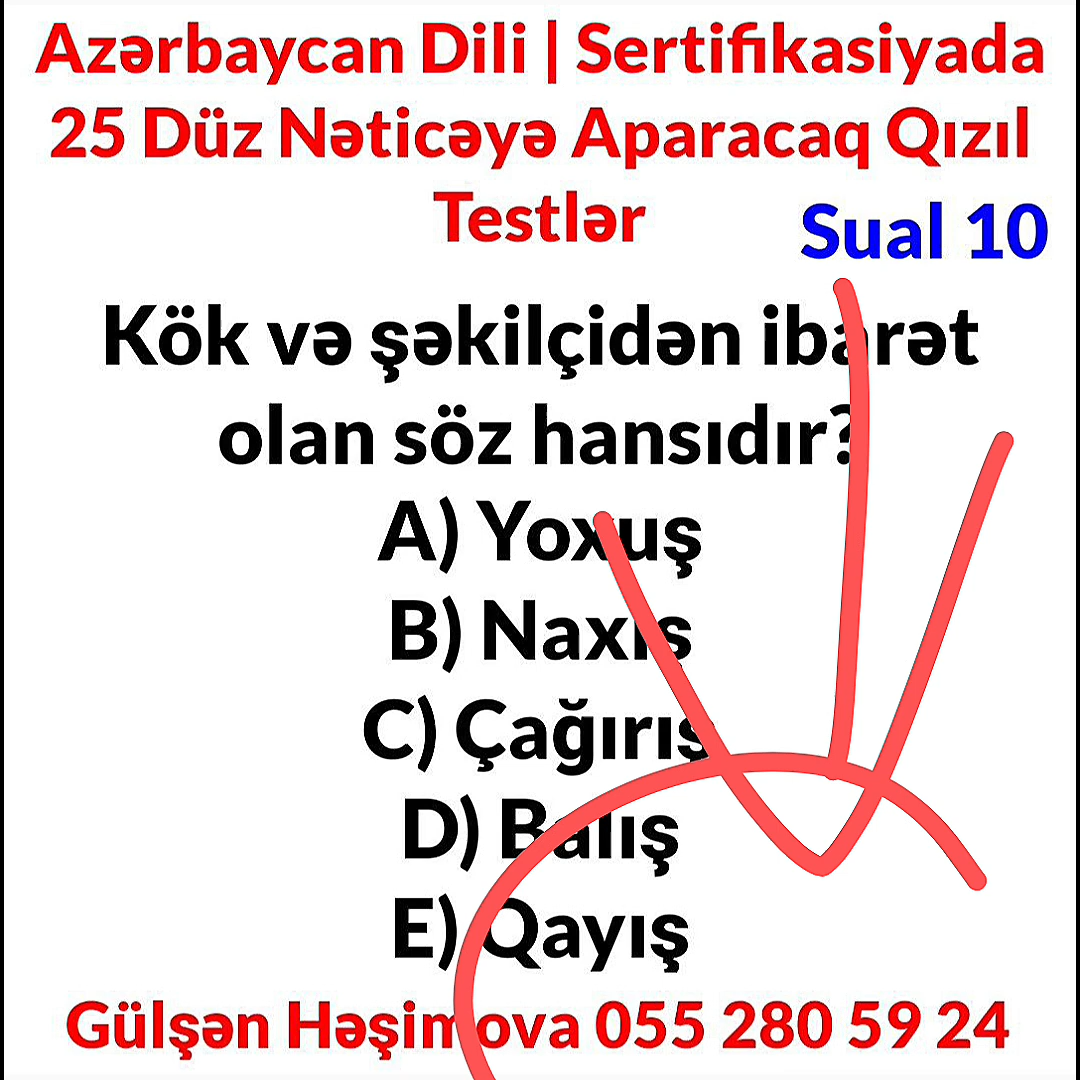 Azərbaycan Dili | Sertifikasiyada
25 Düz Nəticəyə Aparacaq Qızıl
Testlər
Sual 10
Kök və şəkilçidən ibarət
olan söz hansıdır?
A) Yoxuş
B) Naxış
C) Çağırış
D) Balış
E) Qayış
Gülşən Həşimova 055 280 59 24